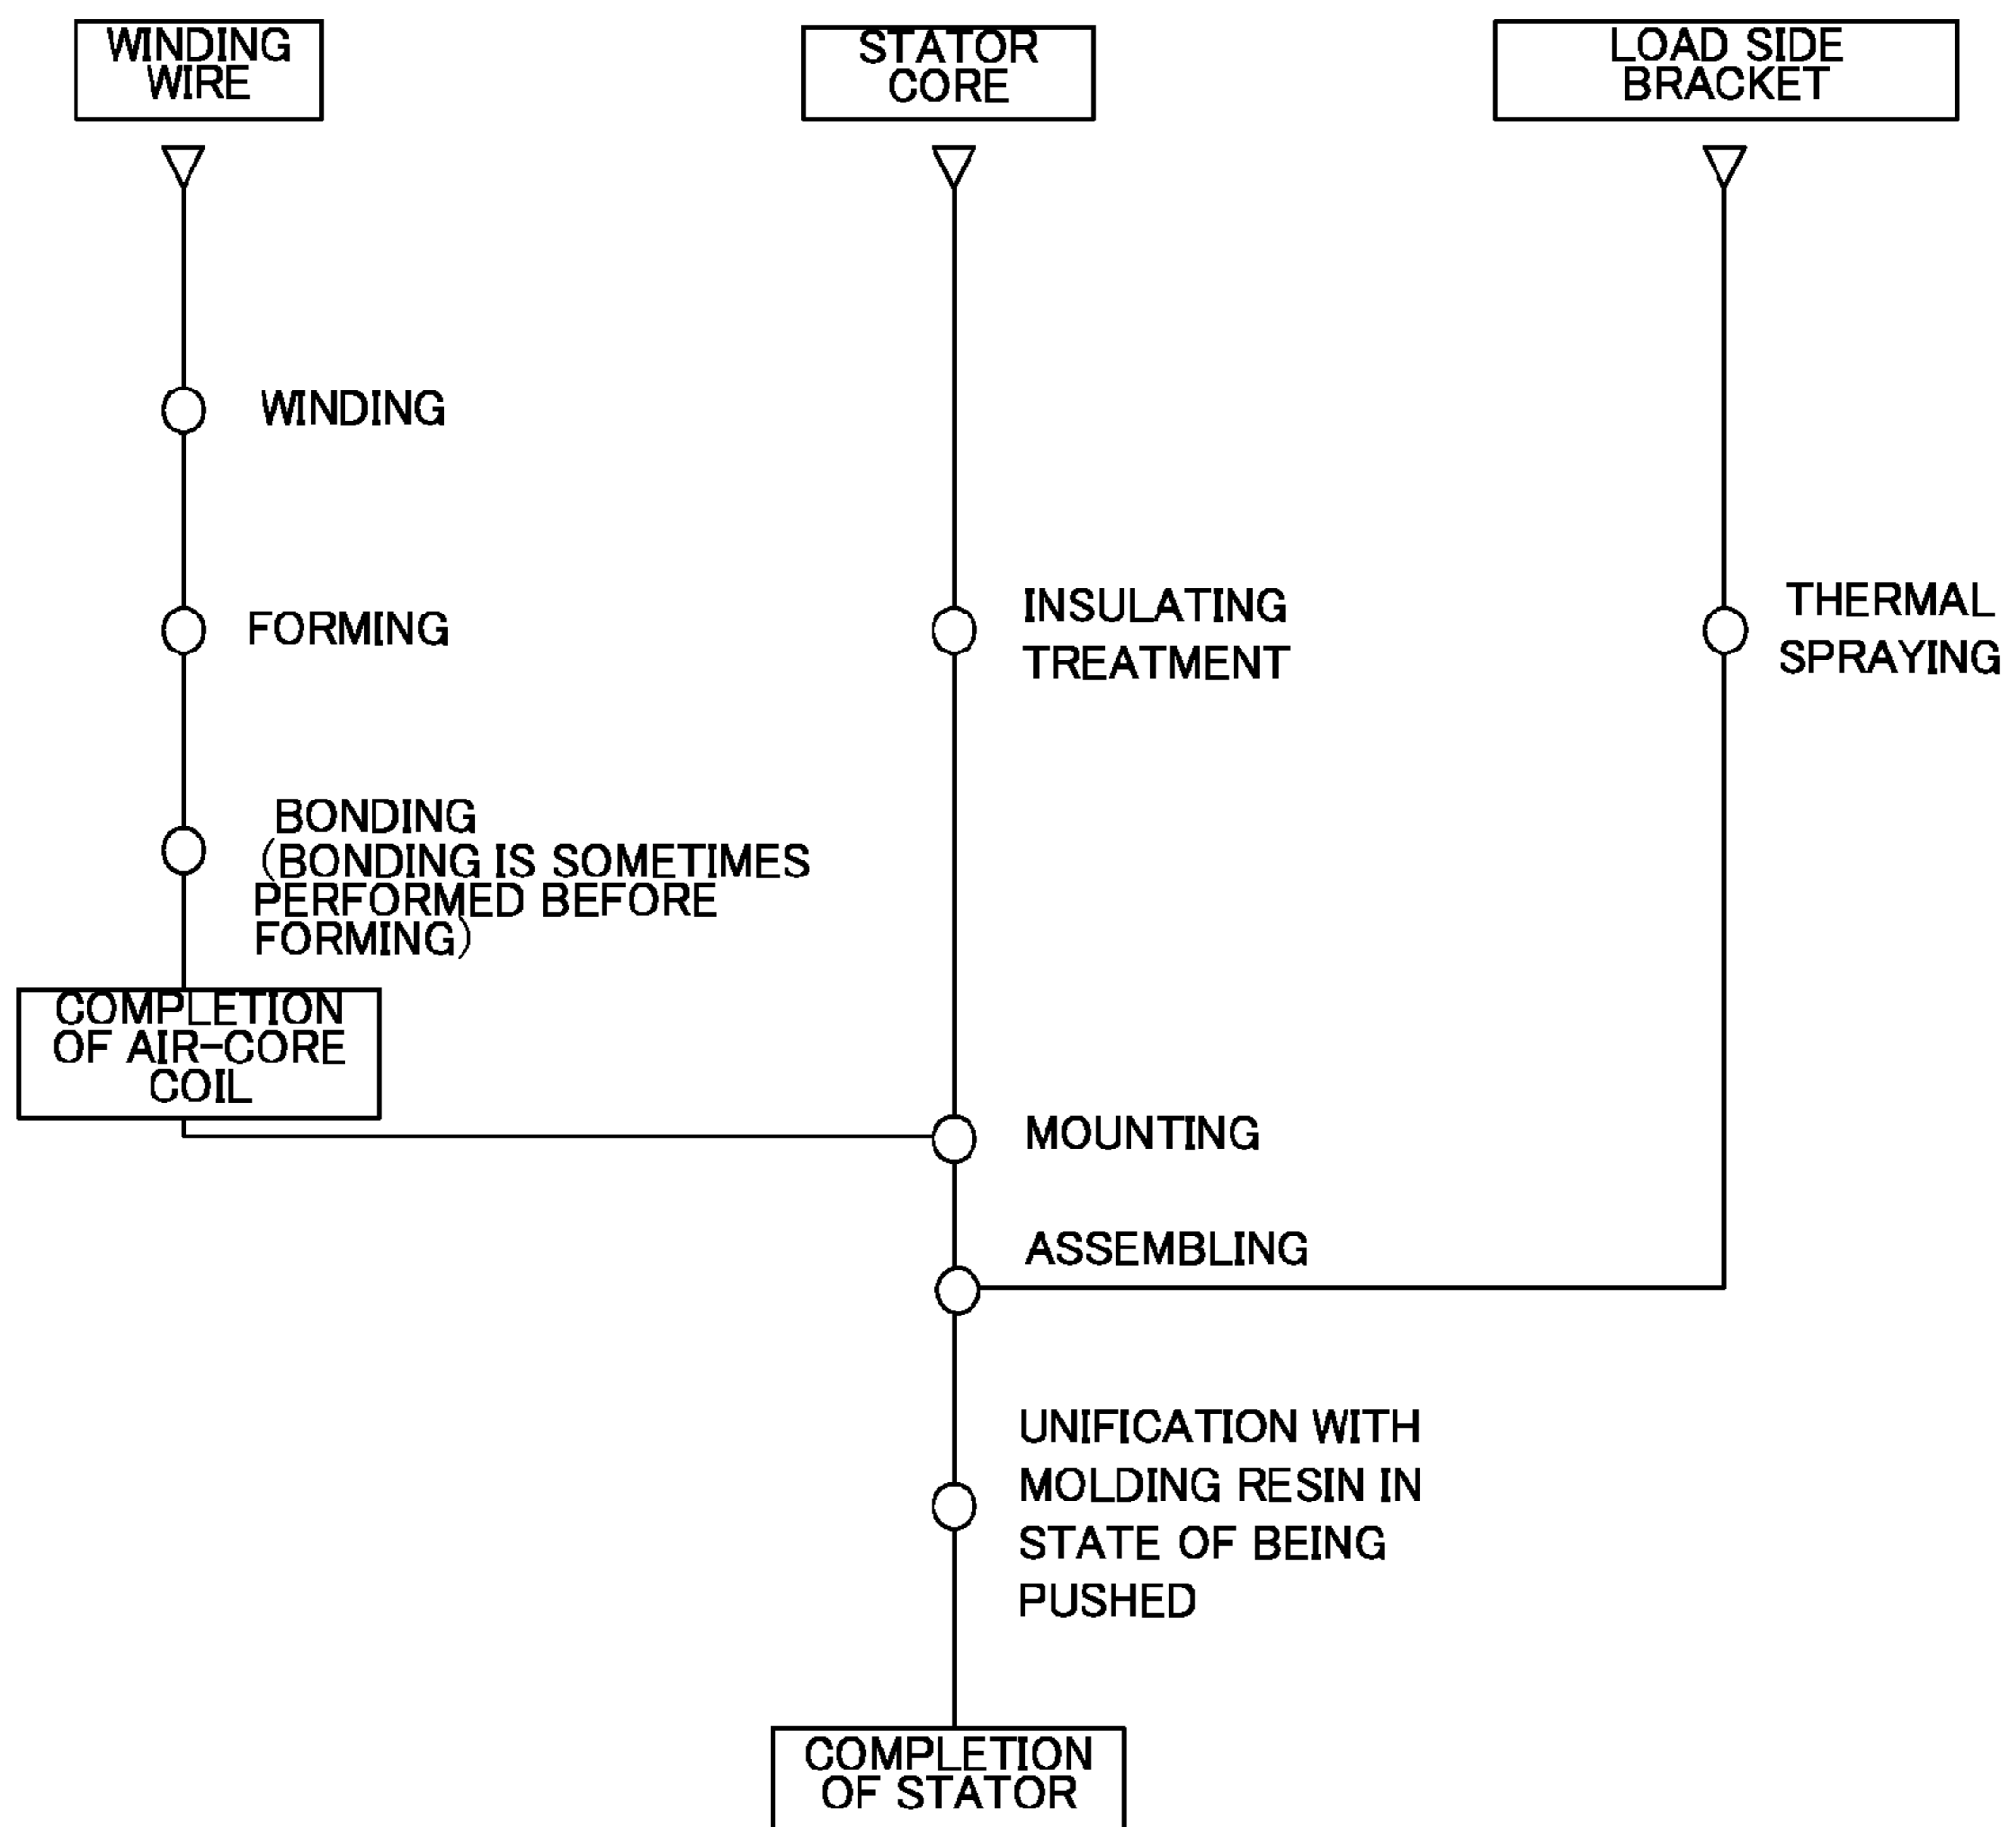 WINDING
WIRE
STATOR
CORE
LOAD SIDE
BRACKET
WINDING
FORMING
INSULATING
TREATMENT
THERMAL
SPRAYING
BONDING
(BONDING IS SOMETIMES
PERFORMED BEFORE
FORMING)
COMPLETION
OF AIR-CORE
COIL
MOUNTING
ASSEMBLING
UNIFICATION WITH
MOLDING RESIN IN
STATE OF BEING
PUSHED
COMPLETION
OF STATOR